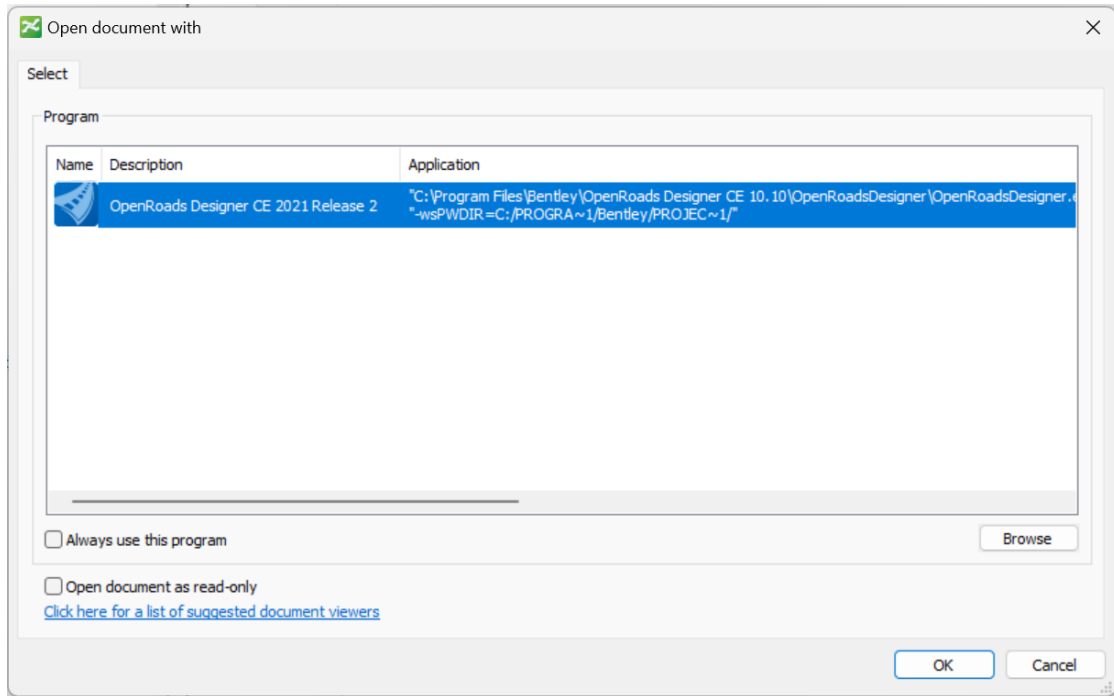 Open document with
Select
Program
Name Description Application
OpenRoads Designer CE 2021 Release 2
"C:\Program Files\Bentley\OpenRoads Designer CE 10.10\OpenRoadsDesigner\OpenRoadsDesigner.e
"-wsPWDIR=C:/PROGRA~1/Bentley/PROJEC~1/"
Always use this program
Browse
Open document as read-only
Click here for a list of suggested document viewers
OK Cancel